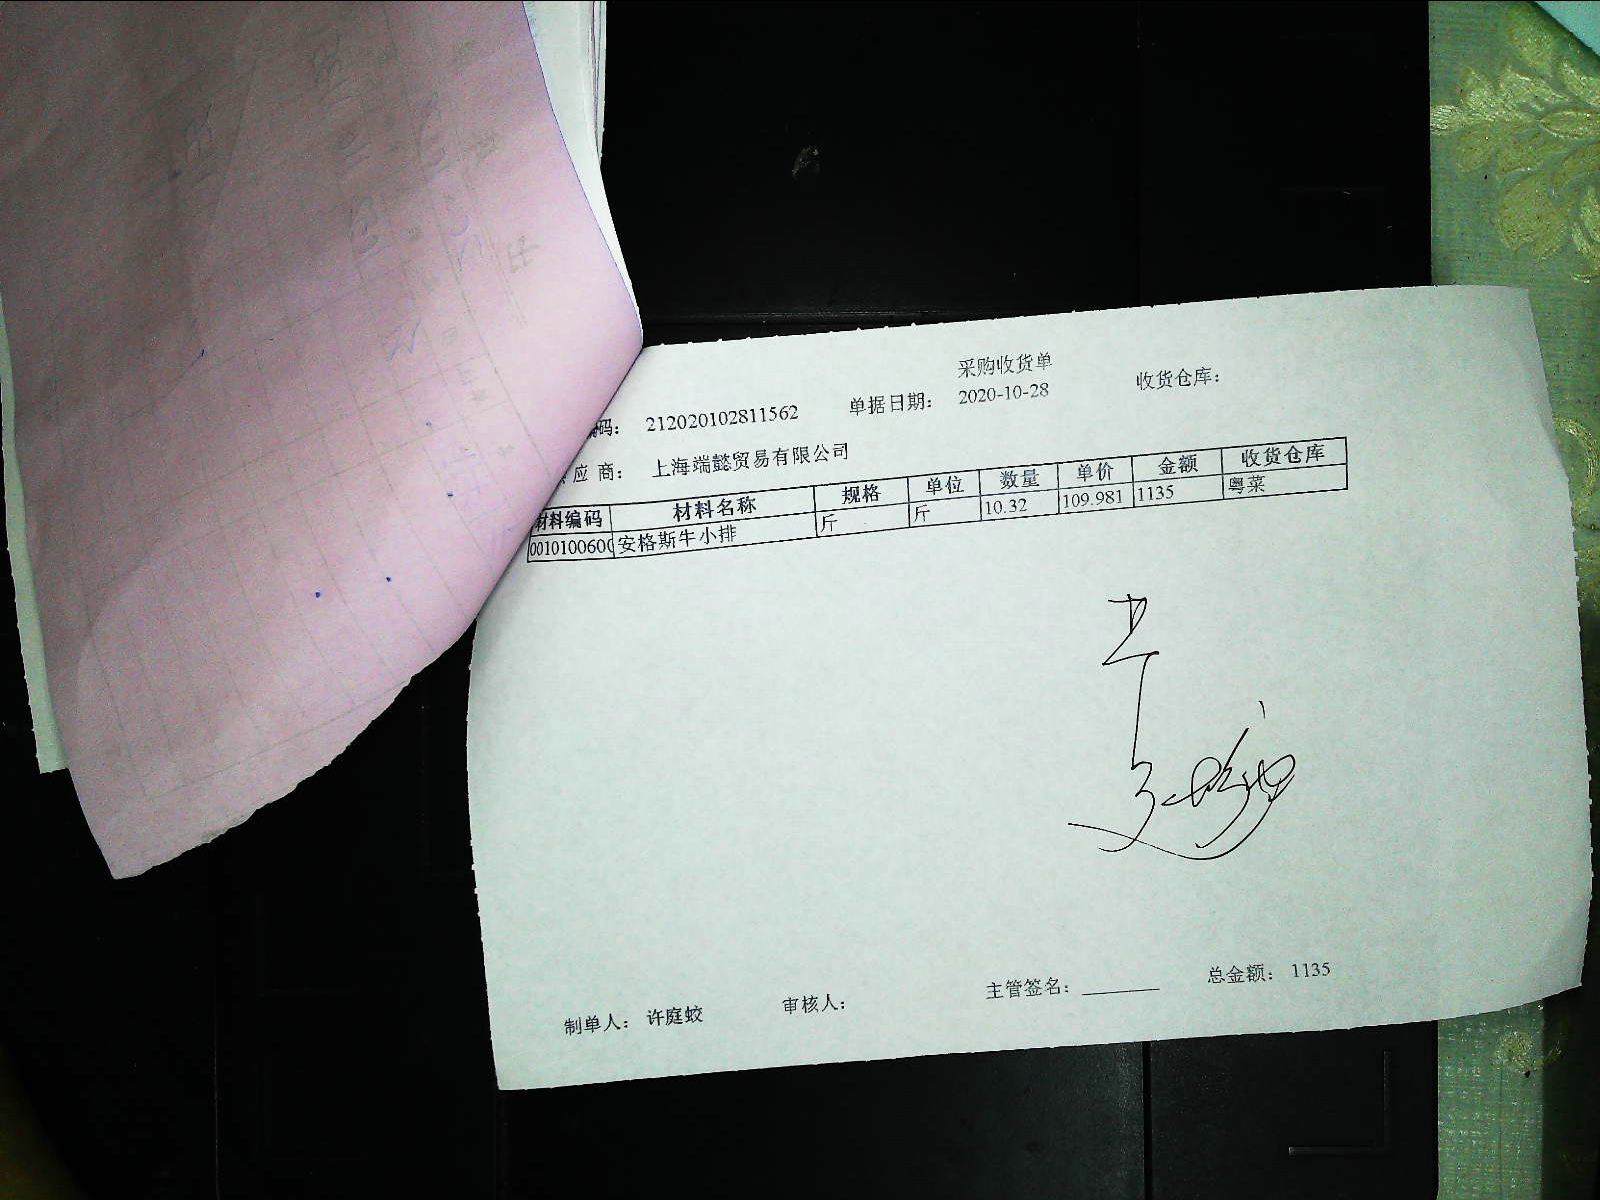 采购收货单
码： 212020102811562 单据日期： 2020-10-28 收货仓库：
应 商： 上海端懿贸易有限公司
材料编码 材料名称 规格 单位 数量 单价 金额 收货仓库
0010100600 安格斯牛小排 斤 斤 10.32 109.981 1135 粤菜
制单人： 许庭蛟 审核人： 主管签名： 总金额： 1135